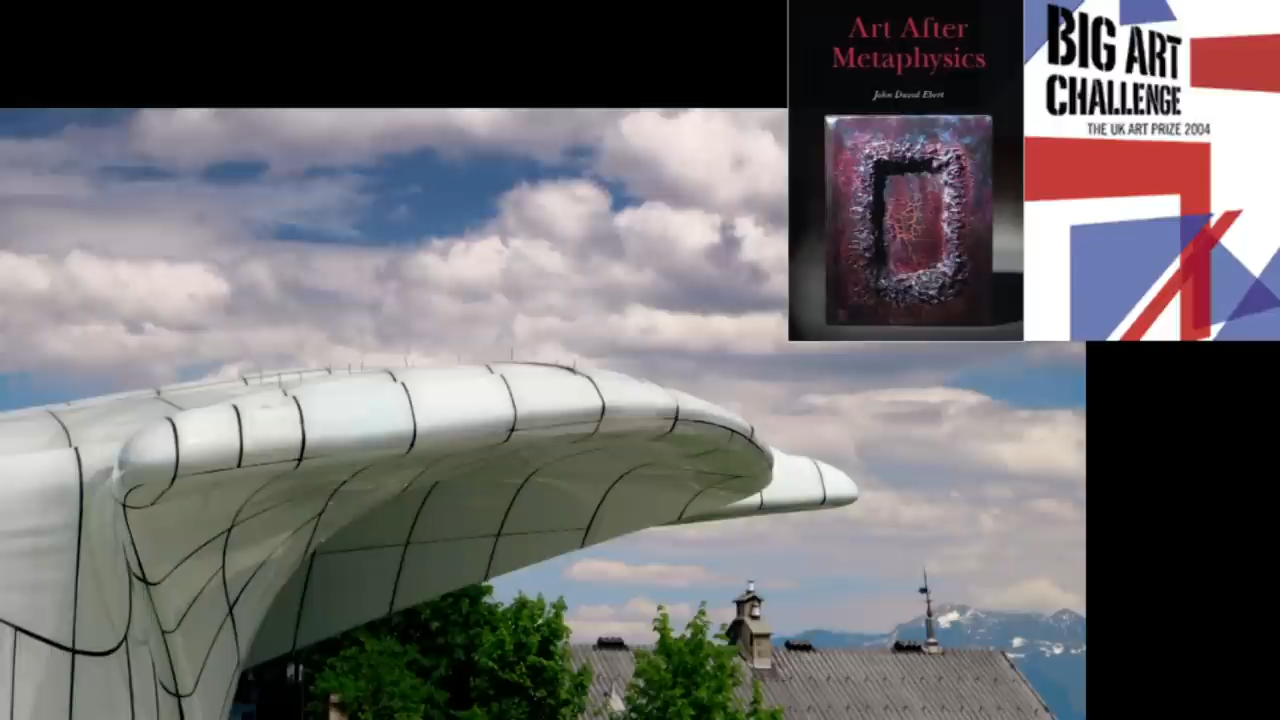 Art After
Metaphysics
John David Ebert
BIG ART
CHALLENGE
THE UK ART PRIZE 2004